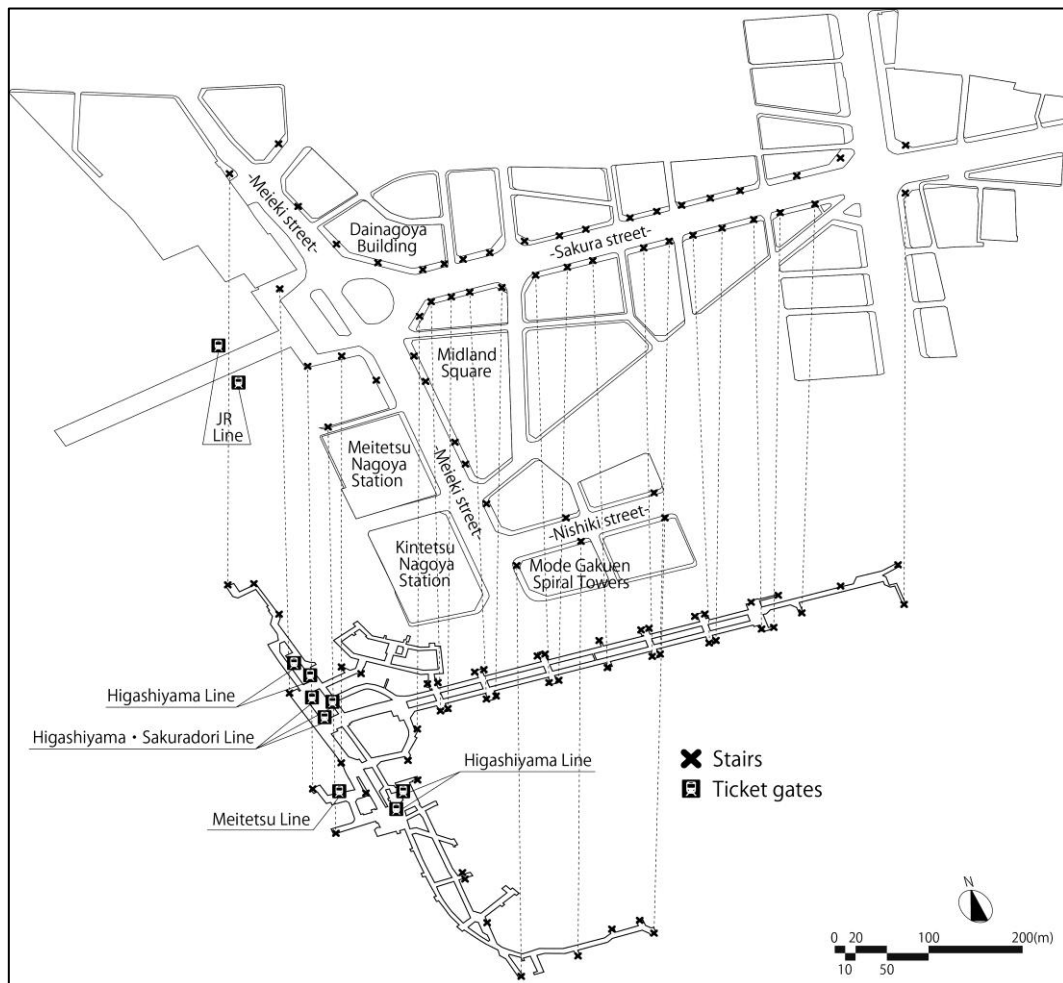 -Meieki street-
Dainagoya
Building
-Sakura street-
Midland
Square
JR
Line
Meitetsu
Nagoya
Station
-Meieki street-
-Nishiki street-
Kintetsu
Nagoya
Station
Mode Gakuen
Spiral Towers
Higashiyama Line
Higashiyama・Sakuradori Line
Higashiyama Line
Meitetsu Line
Stairs
Ticket gates
N
0 20 100 200(m)
10 50